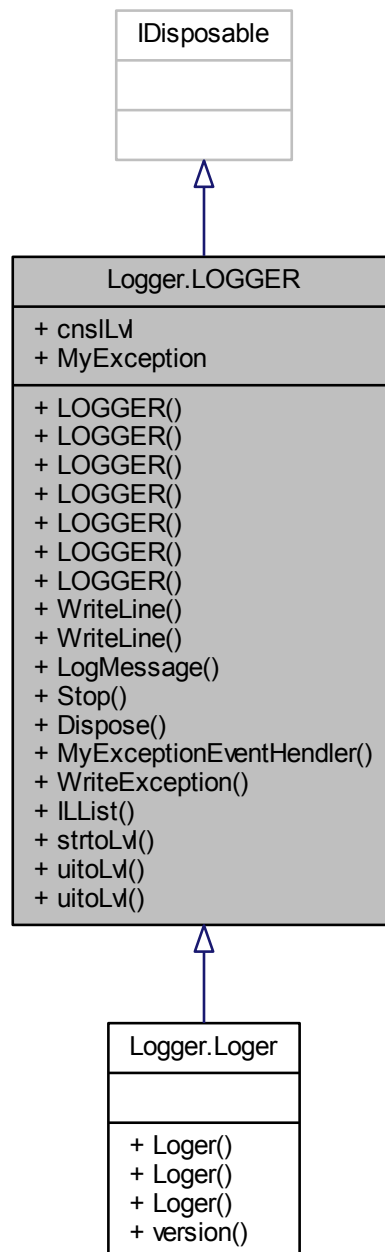 IDisposable
Logger.LOGGER
+ cnslLvl
+ MyException
+ LOGGER()
+ LOGGER()
+ LOGGER()
+ LOGGER()
+ LOGGER()
+ LOGGER()
+ LOGGER()
+ WriteLine()
+ WriteLine()
+ LogMessage()
+ Stop()
+ Dispose()
+ MyExceptionEventHendler()
+ WriteException()
+ ILList()
+ strtoLvl()
+ uitoLvl()
+ uitoLvl()
Logger.Loger
+ Loger()
+ Loger()
+ Loger()
+ version()